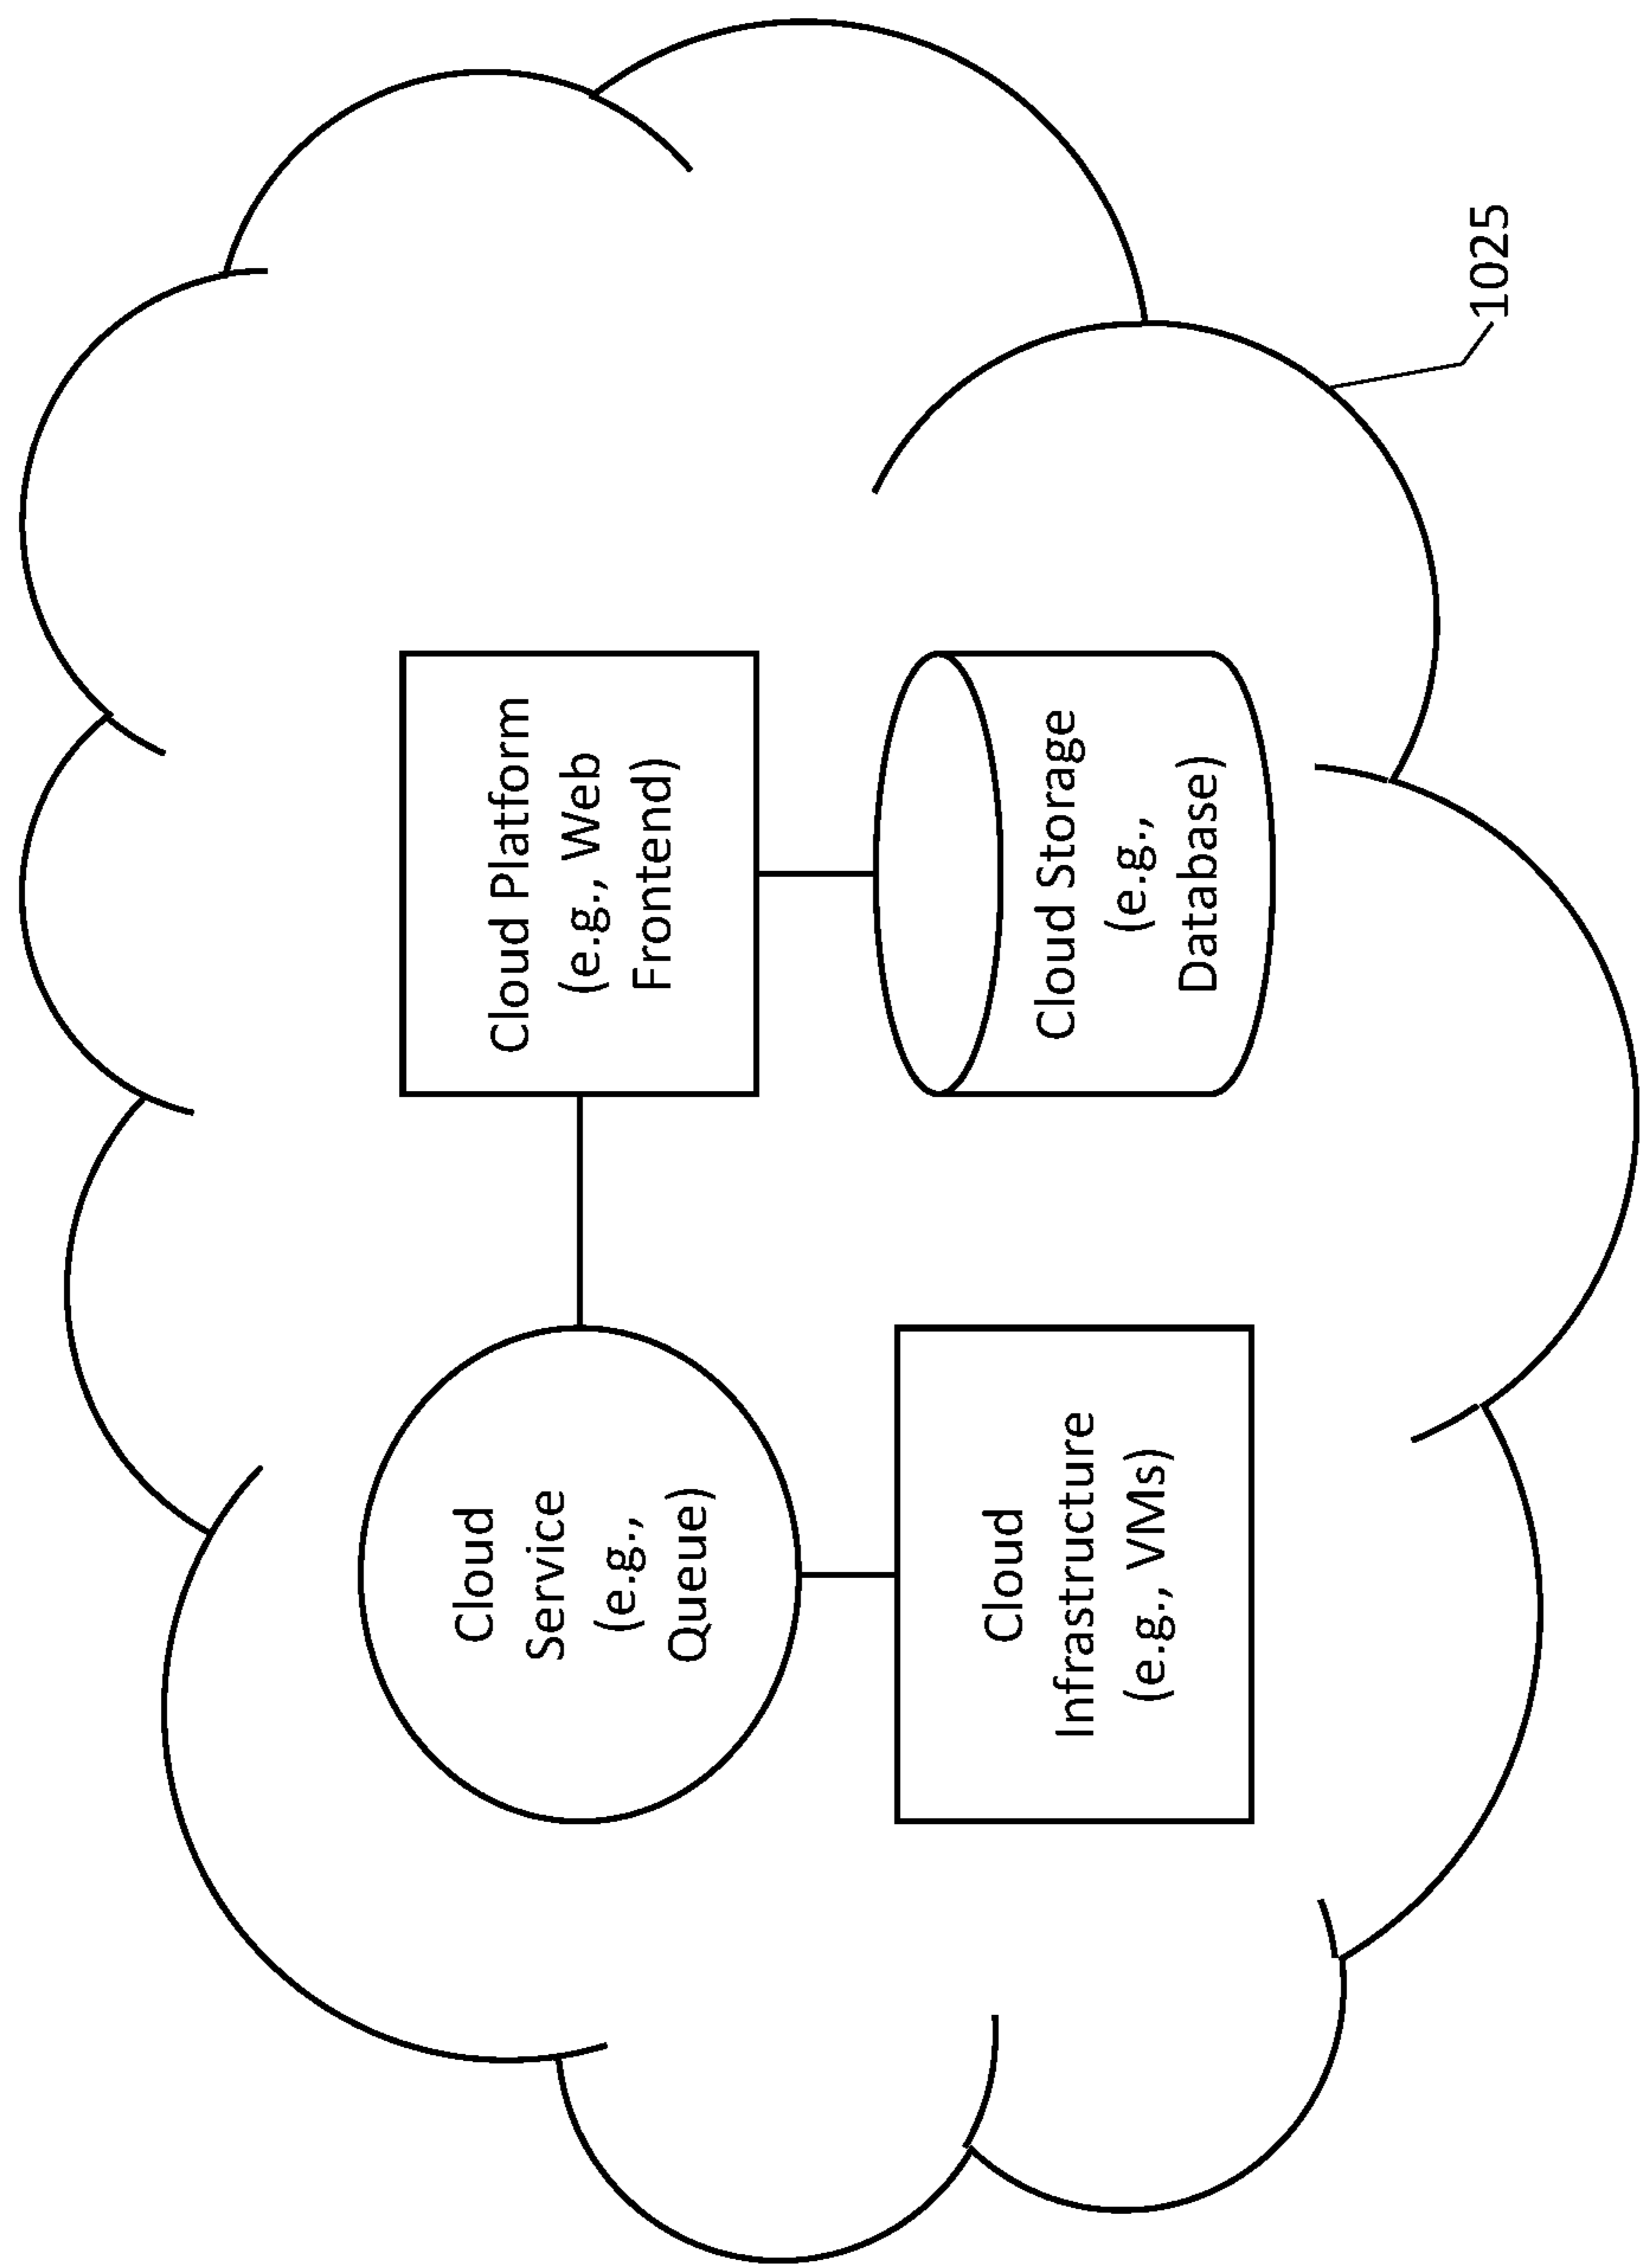 Cloud
Service
(e.g.,
Queue)
Cloud Platform
(e.g., Web
Frontend)
Cloud
Infrastructure
(e.g., VMs)
Cloud Storage
(e.g.,
Database)
1025